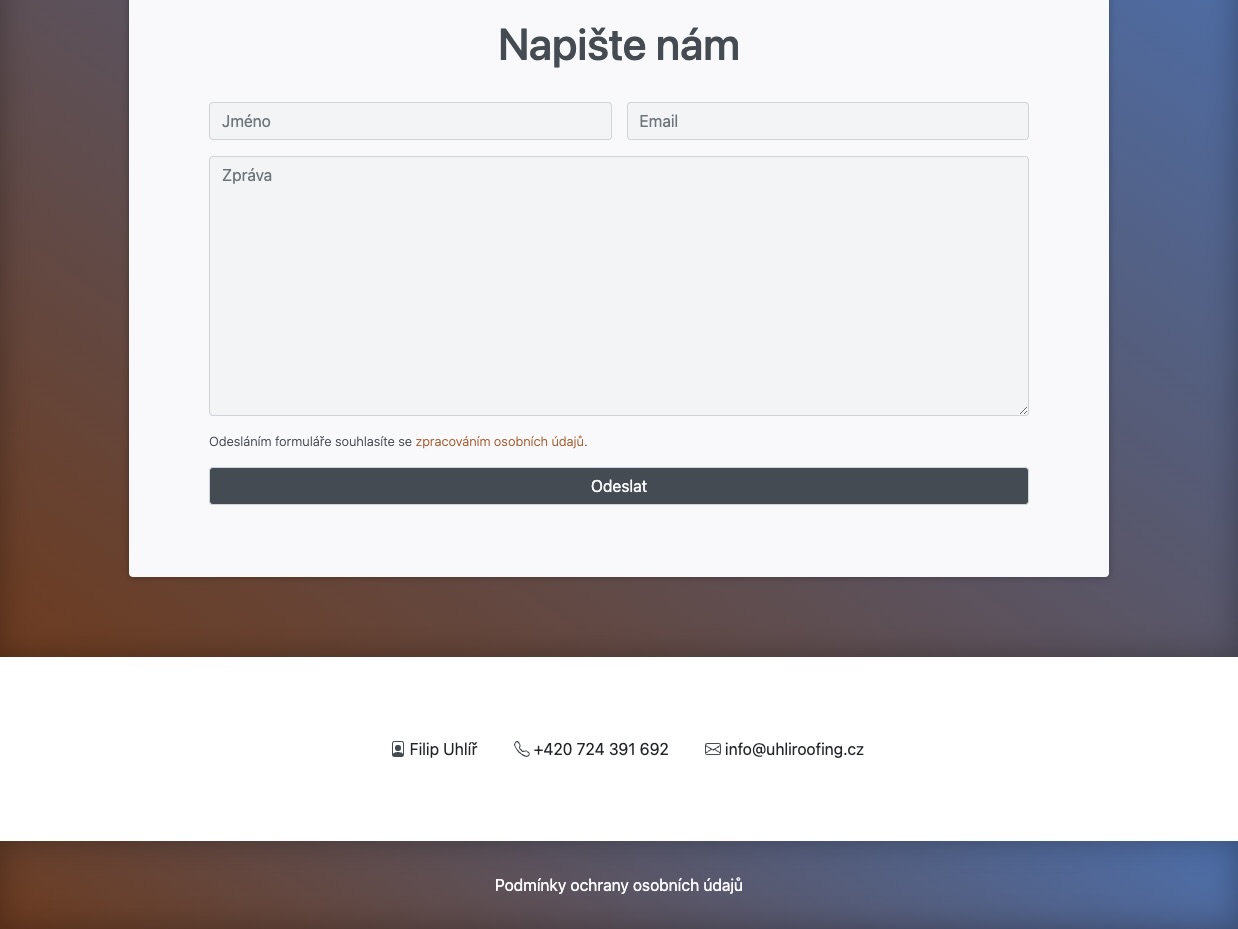 Napište nám
Jméno
Email
Zpráva
Odesláním formuláře souhlasíte se zpracováním osobních údajů.
Odeslat
Filip Uhlíř
+420 724 391 692
info@uhliroofing.cz
Podmínky ochrany osobních údajů